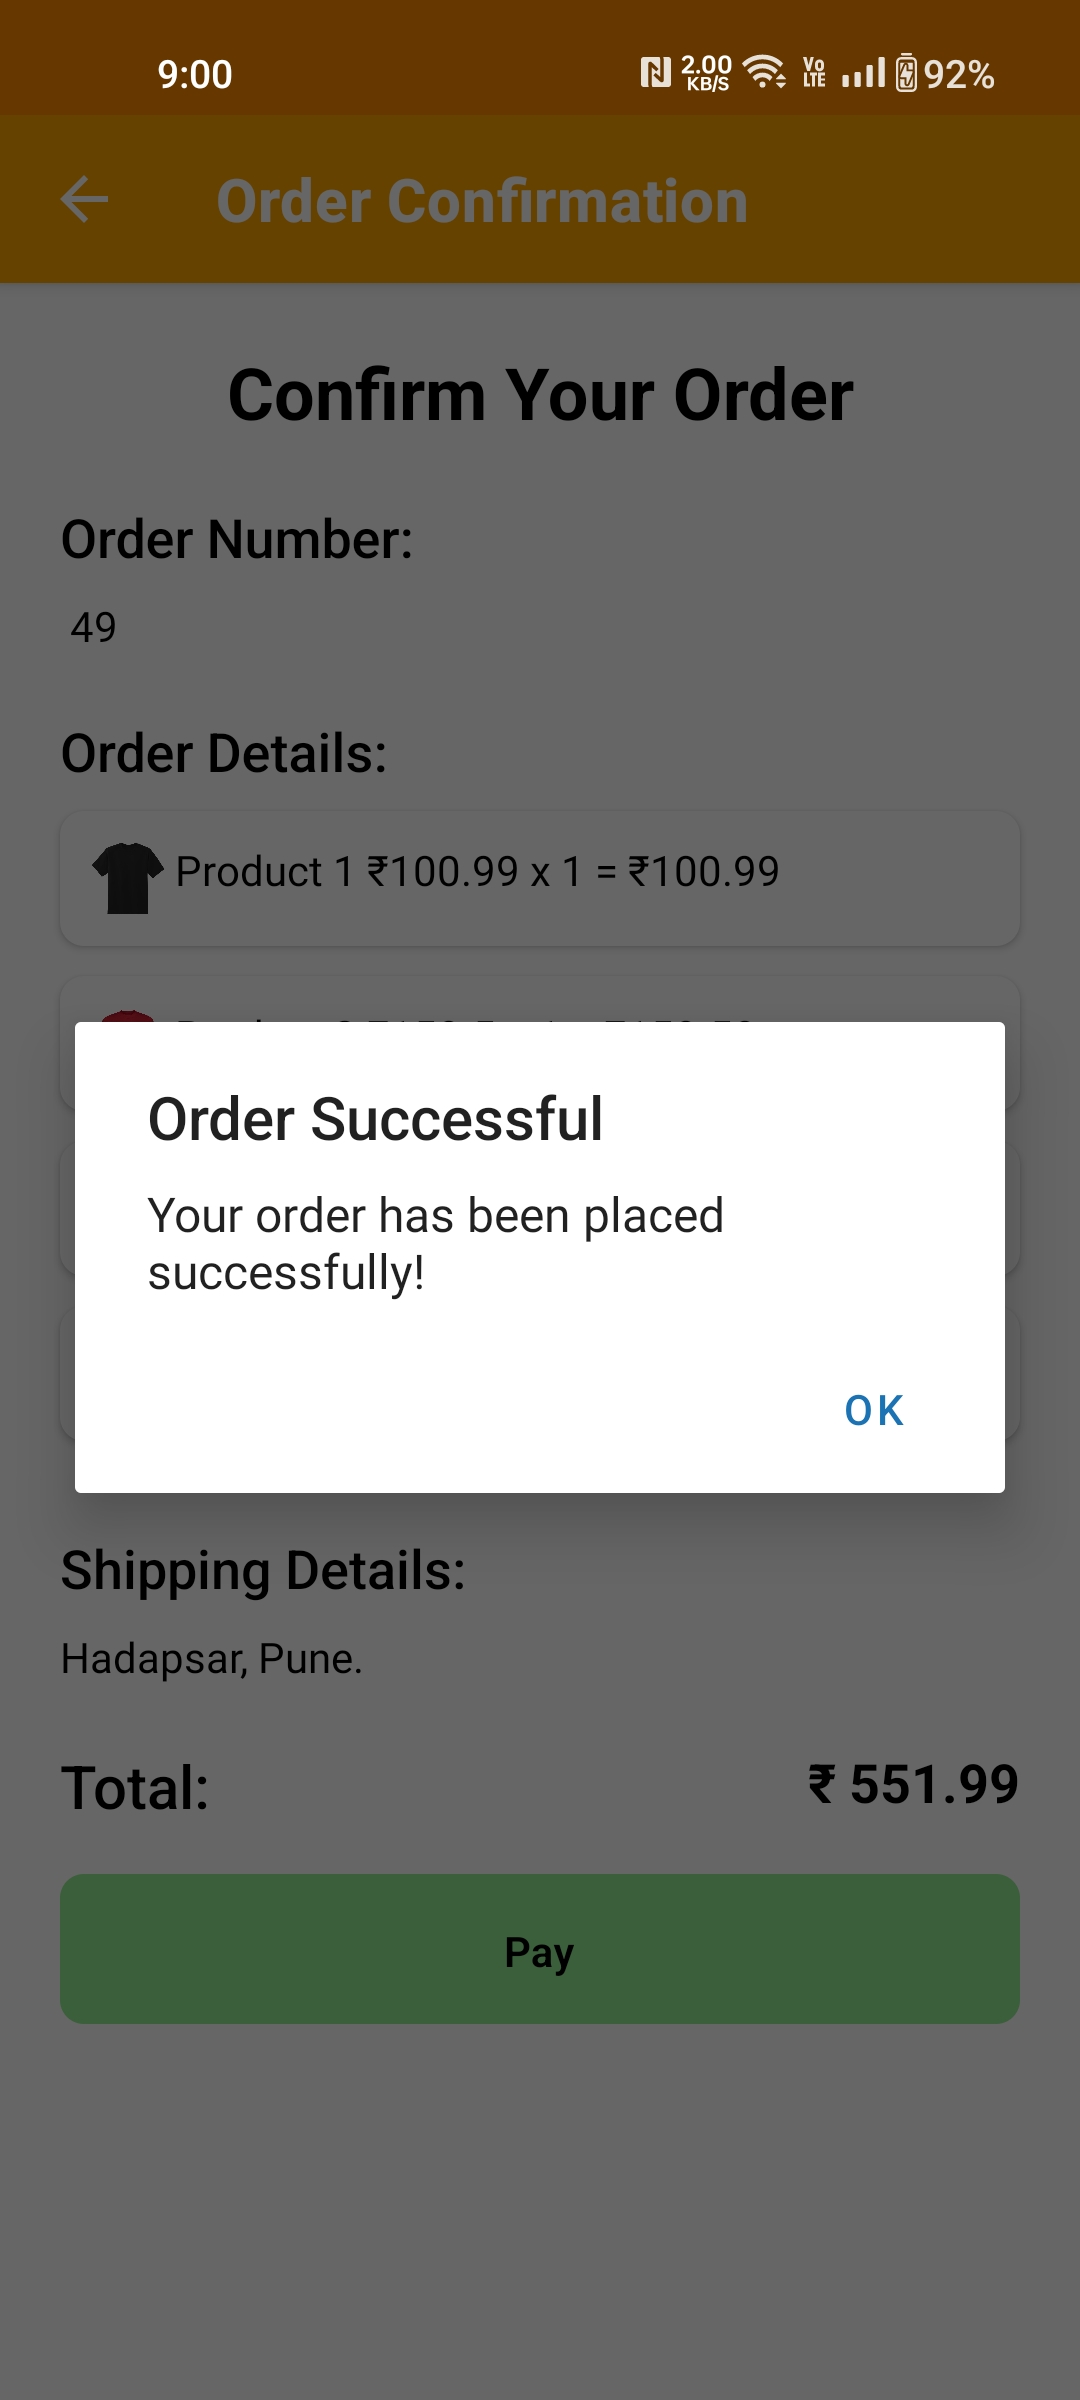 9:00
2.00
KB/S
Vo
LTE
92%
Order Confirmation
Confirm Your Order
Order Number:
49
Order Details:
Product 1 ₹100.99 x 1 = ₹100.99
Order Successful
Your order has been placed
successfully!
OK
Shipping Details:
Hadapsar, Pune.
Total:
₹ 551.99
Pay